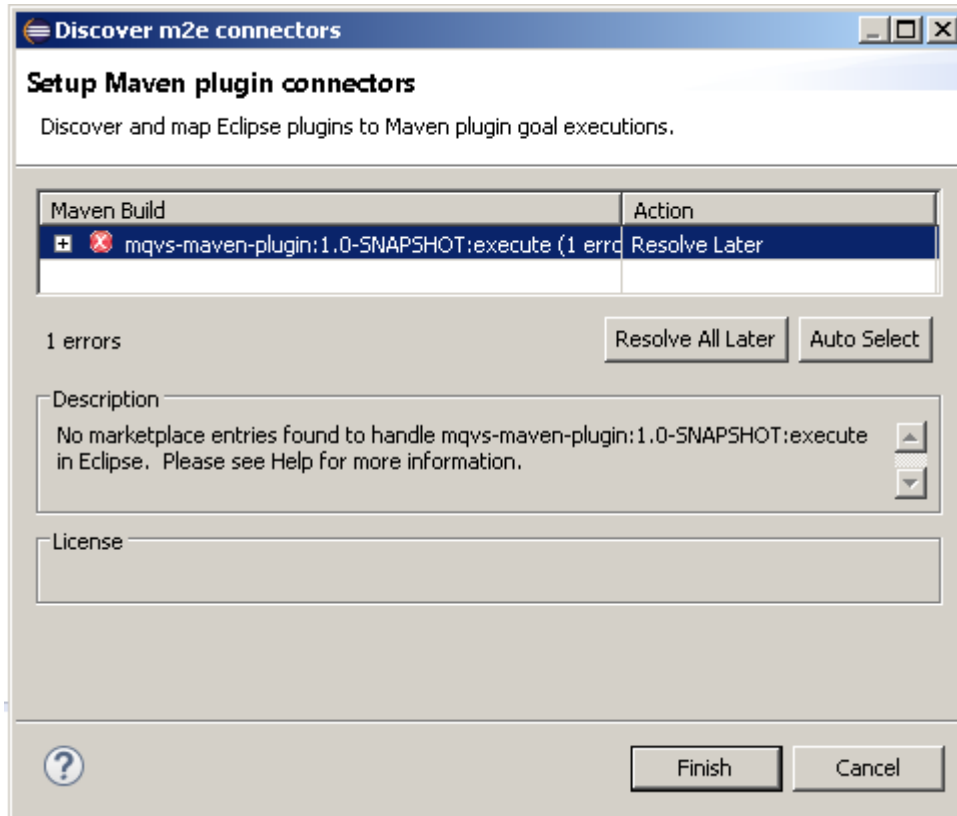 Discover m2e connectors
Setup Maven plugin connectors
Discover and map Eclipse plugins to Maven plugin goal executions.
Maven Build Action
mqvs-maven-plugin:1.0-SNAPSHOT:execute (1 erro Resolve Later
1 errors Resolve All Later Auto Select
Description
No marketplace entries found to handle mqvs-maven-plugin:1.0-SNAPSHOT:execute
in Eclipse. Please see Help for more information.
License
? Finish Cancel